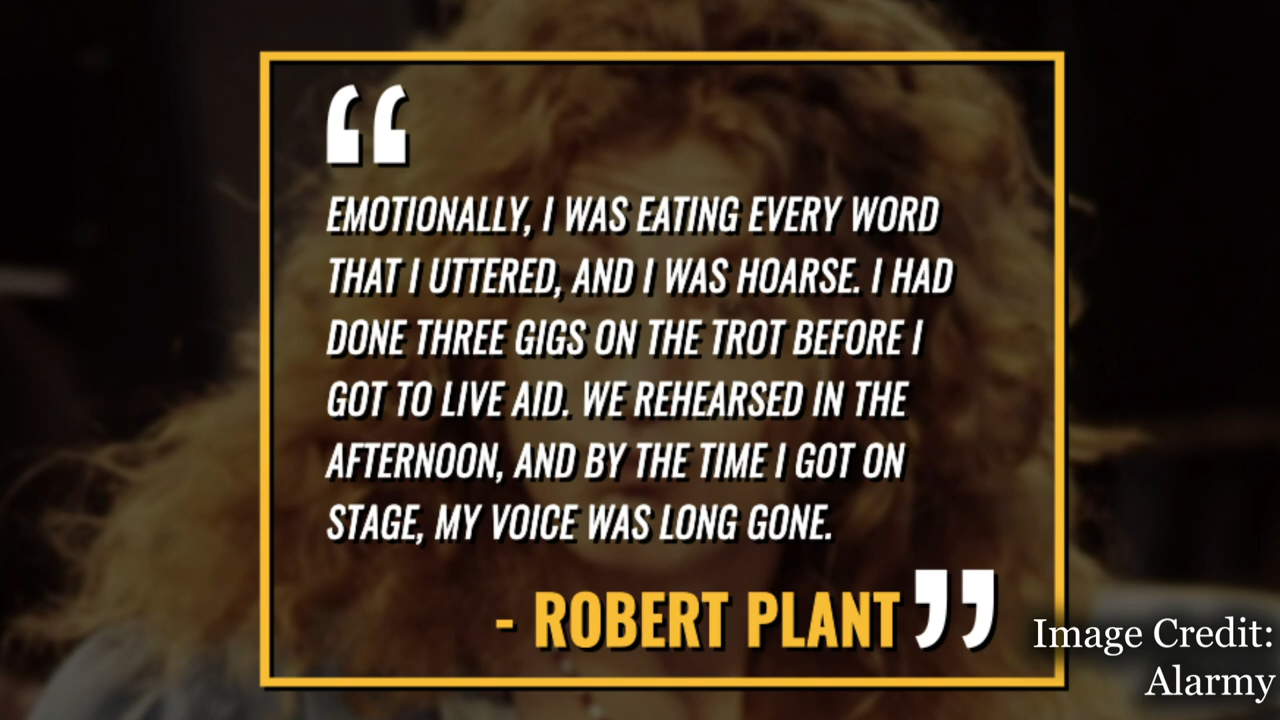 “
EMOTIONALLY, I WAS EATING EVERY WORD
THAT I UTTERED, AND I WAS HOARSE. I HAD
DONE THREE GIGS ON THE TROT BEFORE I
GOT TO LIVE AID. WE REHEARSED IN THE
AFTERNOON, AND BY THE TIME I GOT ON
STAGE, MY VOICE WAS LONG GONE.
- ROBERT PLANT ”
Image Credit:
Alarmy